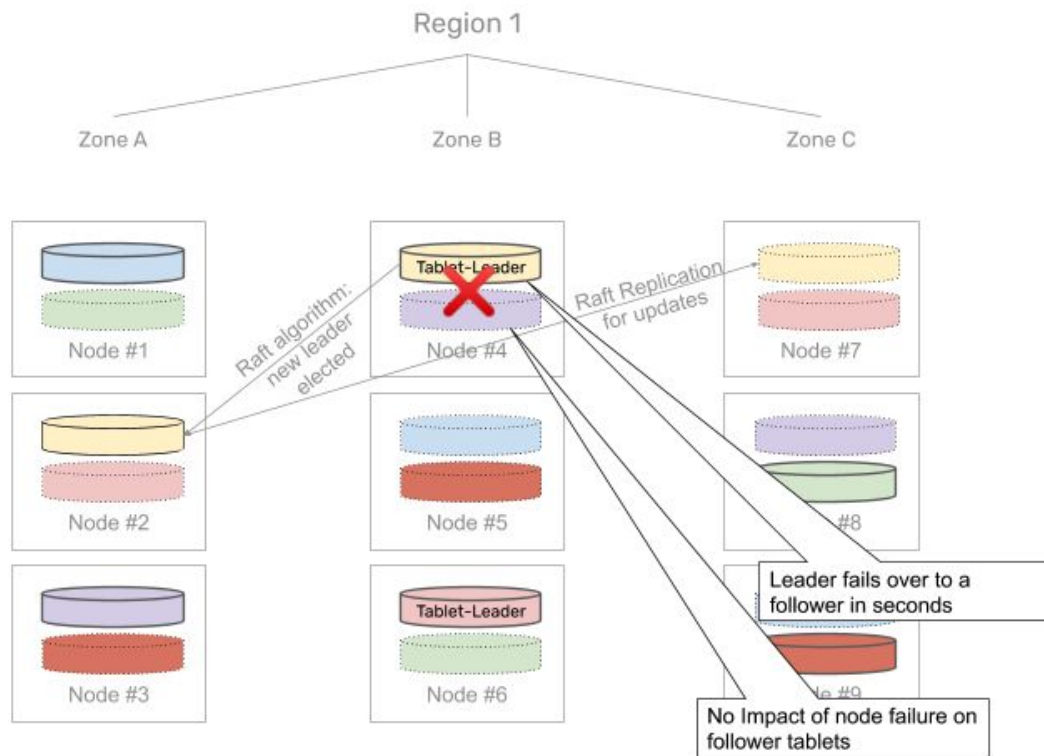 Region 1
Zone A
Zone B
Zone C
Tablet-Leader
Node #1
Raft algorithm:
new leader
elected
Node #4
Raft Replication
for updates
Node #7
Node #2
Node #5
#8
Leader fails over to a
follower in seconds
Node #3
Tablet-Leader
Node #6
#9
No Impact of node failure on
follower tablets